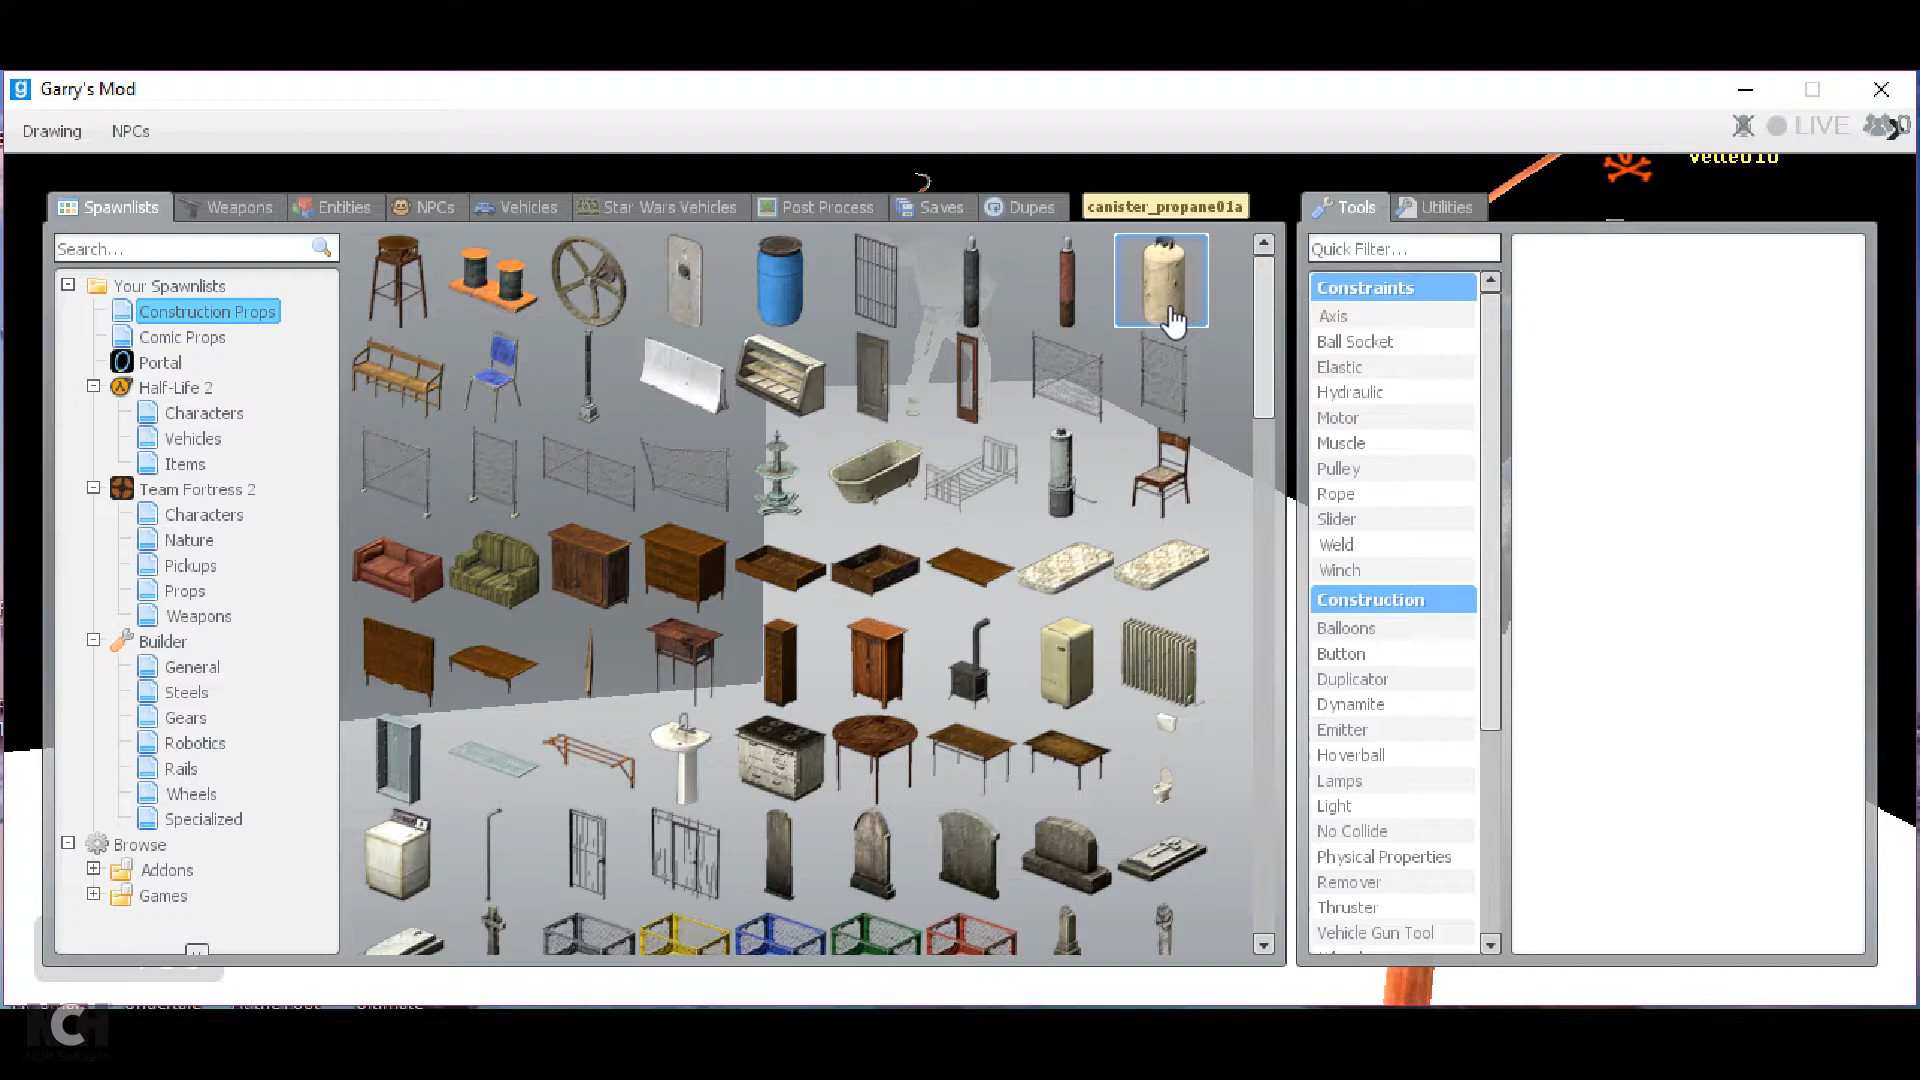 Garry's Mod
Drawing NPCs
LIVE 0
Spawnlists Weapons Entities NPCs Vehicles Star Wars Vehicles Post Process Saves Dupes canister_propane01a Tools Utilities
Search...
Your Spawnlists
Construction Props
Comic Props
Portal
Half-Life 2
Characters
Vehicles
Items
Team Fortress 2
Characters
Nature
Pickups
Props
Weapons
Builder
General
Steels
Gears
Robotics
Rails
Wheels
Specialized
Browse
Addons
Games
Quick Filter...
Constraints
Axis
Ball Socket
Elastic
Hydraulic
Motor
Muscle
Pulley
Rope
Slider
Weld
Winch
Construction
Balloons
Button
Duplicator
Dynamite
Emitter
Hoverball
Lamps
Light
No Collide
Physical Properties
Remover
Thruster
Vehicle Gun Tool